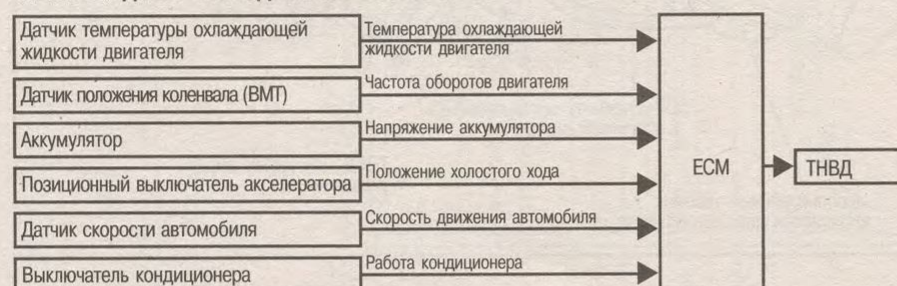 Датчик температуры охлаждающей
жидкости двигателя
Температура охлаждающей
жидкости двигателя
Датчик положения коленвала (ВМТ)
Частота оборотов двигателя
Аккумулятор
Напряжение аккумулятора
Позиционный выключатель акселератора
Положение холостого хода
Датчик скорости автомобиля
Скорость движения автомобиля
Выключатель кондиционера
Работа кондиционера
ECM
ТНВД